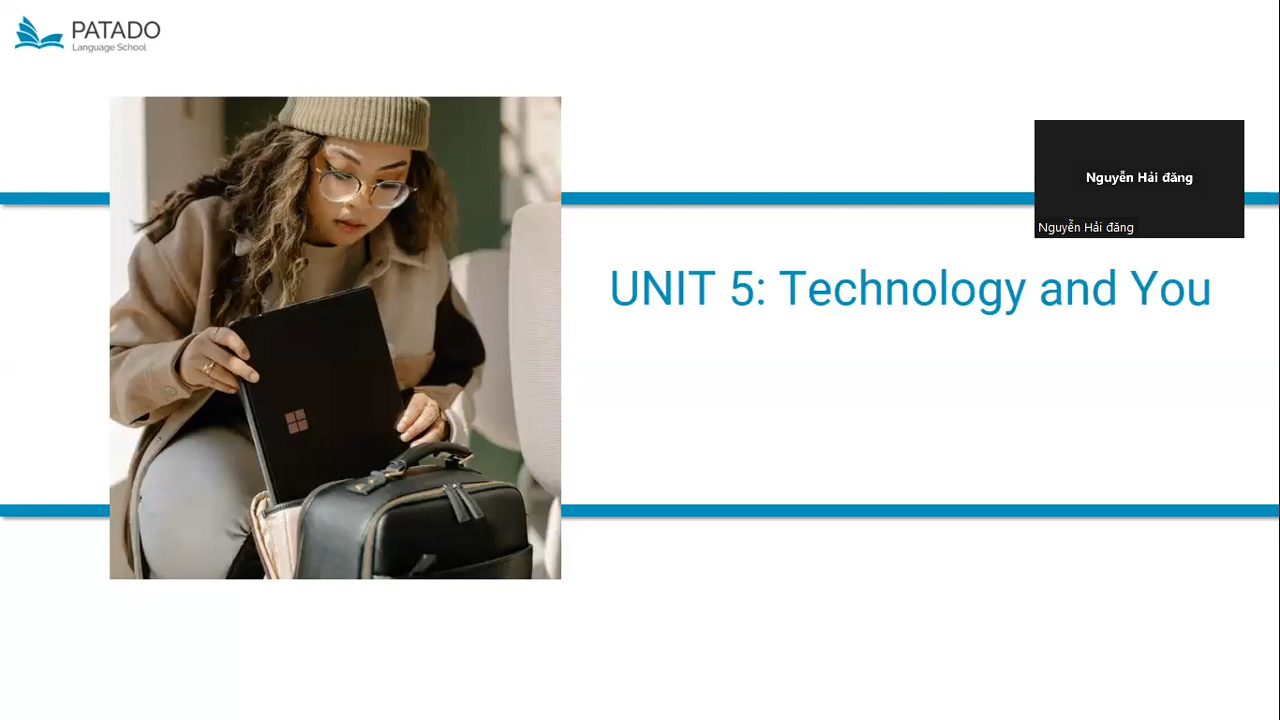 PATADO
Language School
Nguyễn Hải đăng
Nguyễn Hải đăng
UNIT 5: Technology and You